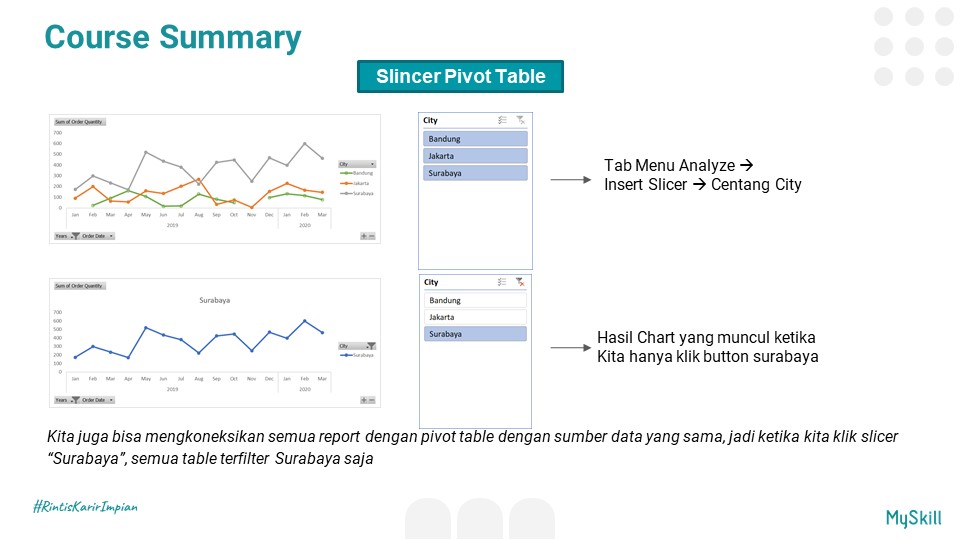 Course Summary
Slincer Pivot Table
Sum of Order Quantity
700
600
500
400
300
200
100
0
Jan Feb Mar Apr May Jun Jul Aug Sep Oct Nov Dec Jan Feb Mar
2019 2020
City
Bandung
Jakarta
Surabaya
Years Order Date
City
Bandung
Jakarta
Surabaya
Tab Menu Analyze →
Insert Slicer → Centang City
Sum of Order Quantity
Surabaya
700
600
500
400
300
200
100
0
Jan Feb Mar Apr May Jun Jul Aug Sep Oct Nov Dec Jan Feb Mar
2019 2020
City
Surabaya
Years Order Date
City
Bandung
Jakarta
Surabaya
Hasil Chart yang muncul ketika
Kita hanya klik button surabaya
Kita juga bisa mengkoneksikan semua report dengan pivot table dengan sumber data yang sama, jadi ketika kita klik slicer
“Surabaya”, semua table terfilter Surabaya saja
#RintisKarirImpian
MySkill